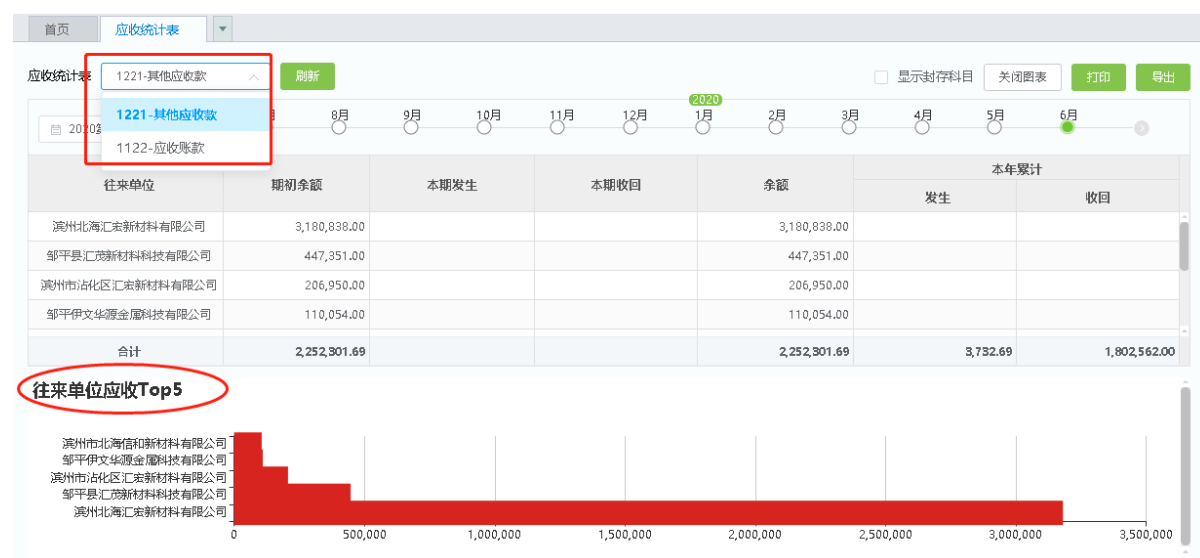 首页 应收统计表
应收统计表 1221-其他应收款 刷新 显示封存科目 关闭图表 打印 导出
1221-其他应收款
1122-应收账款
2020
8月 9月 10月 11月 12月 1月 2月 3月 4月 5月 6月
往来单位 期初余额 本期发生 本期收回 余额 本年累计
发生 收回
滨州北海汇宏新材料有限公司 3,180,838.00 3,180,838.00
邹平县汇茂新材料科技有限公司 447,351.00 447,351.00
滨州市沾化区汇宏新材料有限公司 206,950.00 206,950.00
邹平伊文华源金属科技有限公司 110,054.00 110,054.00
合计 2,252,301.69 2,252,301.69 3,732.69 1,802,562.00
往来单位应收Top5
滨州市北海信和新材料有限公司
邹平伊文华源金属科技有限公司
滨州市沾化区汇宏新材料有限公司
邹平县汇茂新材料科技有限公司
滨州北海汇宏新材料有限公司
0 500,000 1,000,000 1,500,000 2,000,000 2,500,000 3,000,000 3,500,000